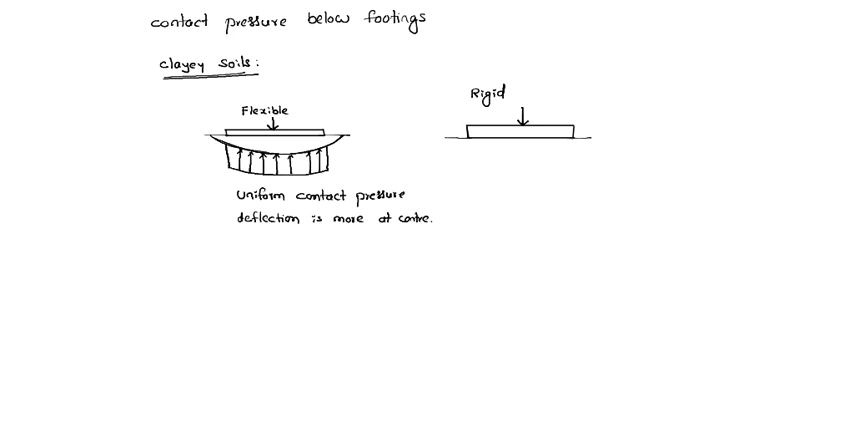 contact pressure below footings
clayey soils:
Flexible
Rigid
Uniform contact pressure
deflection is more at centre.